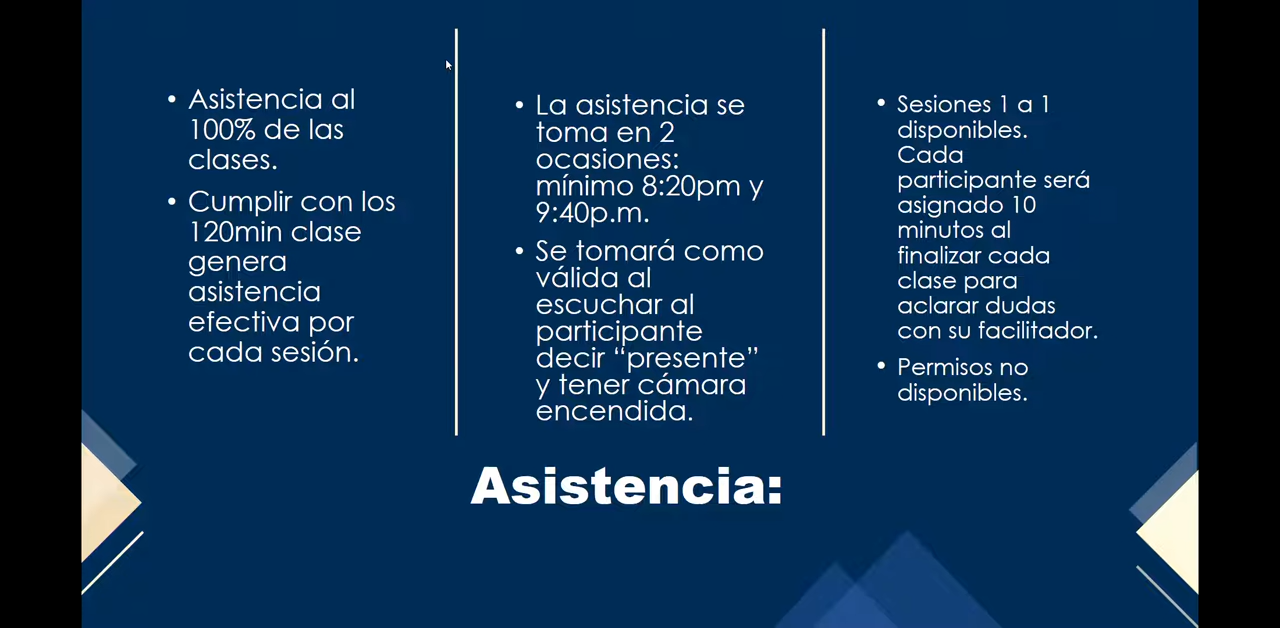 • Asistencia al
100% de las
clases.
• Cumplir con los
120min clase
genera
asistencia
efectiva por
cada sesión.
• La asistencia se
toma en 2
ocasiones:
mínimo 8:20pm y
9:40p.m.
• Se tomará como
válida al
escuchar al
participante
decir “presente”
y tener cámara
encendida.
• Sesiones 1 a 1
disponibles.
Cada
participante será
asignado 10
minutos al
finalizar cada
clase para
aclarar dudas
con su facilitador.
• Permisos no
disponibles.
Asistencia: